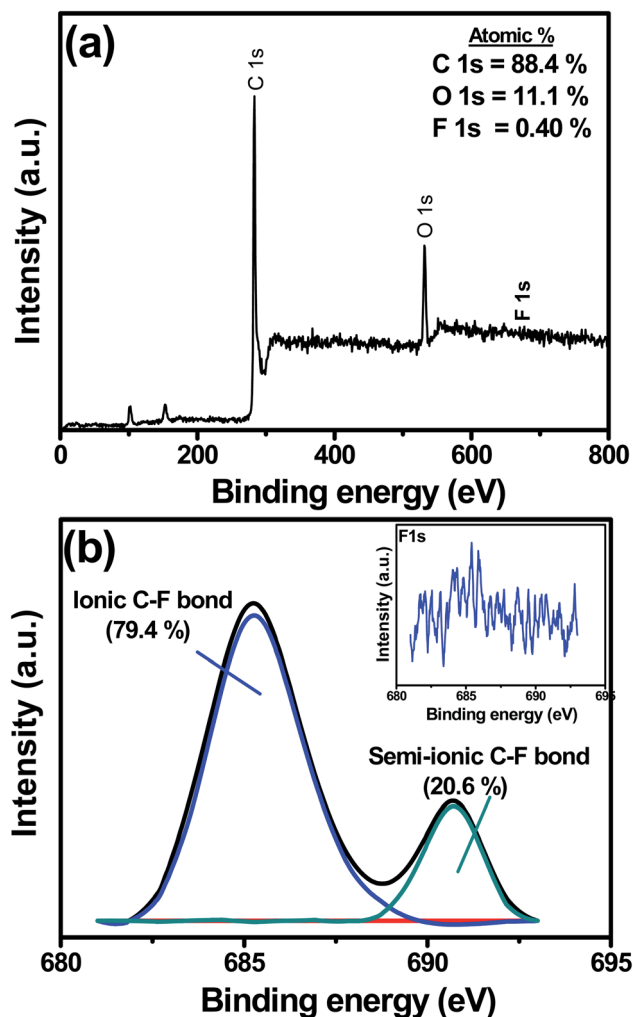 (a)
Atomic %
C 1s = 88.4 %
O 1s = 11.1 %
F 1s = 0.40 %
C 1s
O 1s
F 1s
Intensity (a.u.)
0 200 400 600 800
Binding energy (eV)
(b)
Ionic C-F bond
(79.4 %)
F1s
Intensity (a.u.)
680 685 690 695
Binding energy (eV)
Semi-ionic C-F bond
(20.6 %)
Intensity (a.u.)
680 685 690 695
Binding energy (eV)